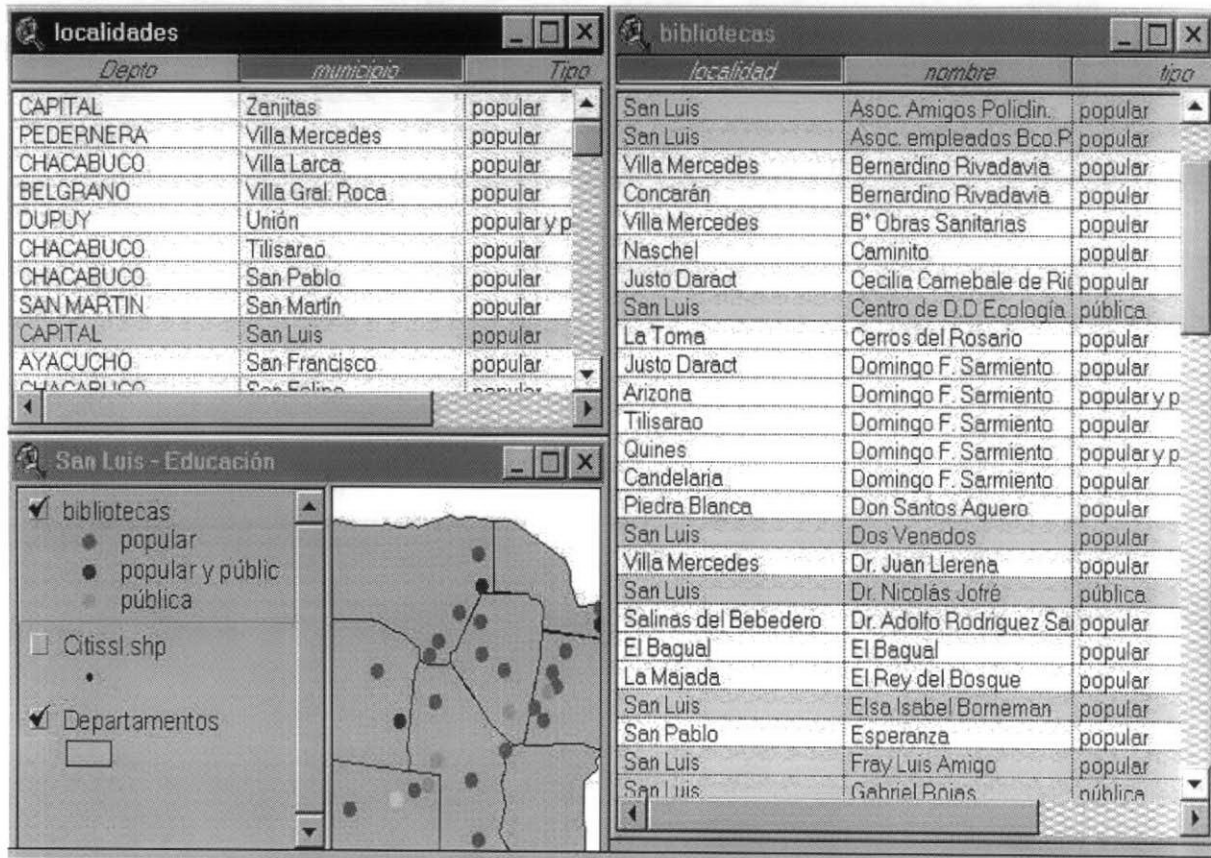 localidades
Depto municipio Tipo
CAPITAL Zanjitas popular
PEDERNERA Villa Mercedes popular
CHACABUCO Villa Larca popular
BELGRANO Villa Gral. Roca popular
DUPUY Unión popular y p
CHACABUCO Tilisarao popular
CHACABUCO San Pablo popular
SAN MARTIN San Martín popular
CAPITAL San Luis popular
AYACUCHO San Francisco popular
CHACABUCO San Felipe popular
San Luis - Educación
bibliotecas
popular
popular y públic
pública
Citissl.shp
Departamentos
bibliotecas
localidad nombre tipo
San Luis Asoc. Amigos Policlin. popular
San Luis Asoc. empleados Bco.P popular
Villa Mercedes Bernardino Rivadavia popular
Concarán Bernardino Rivadavia popular
Villa Mercedes B° Obras Sanitarias popular
Naschel Caminito popular
Justo Daract Cecilia Carnebale de Ric popular
San Luis Centro de D.D Ecología pública
La Toma Cerros del Rosario popular
Justo Daract Domingo F. Sarmiento popular
Arizona Domingo F. Sarmiento popular y p
Tilisarao Domingo F. Sarmiento popular
Quines Domingo F. Sarmiento popular y p
Candelaria Domingo F. Sarmiento popular
Piedra Blanca Don Santos Aguero popular
San Luis Dos Venados popular
Villa Mercedes Dr. Juan Llerena popular
San Luis Dr. Nicolás Jofré pública
Salinas del Bebedero Dr. Adolfo Rodriguez Saa popular
El Bagual El Bagual popular
La Majada El Rey del Bosque popular
San Luis Elsa Isabel Borneman popular
San Pablo Esperanza popular
San Luis Fray Luis Amigo popular
San Luis Gabriel Rojas pública